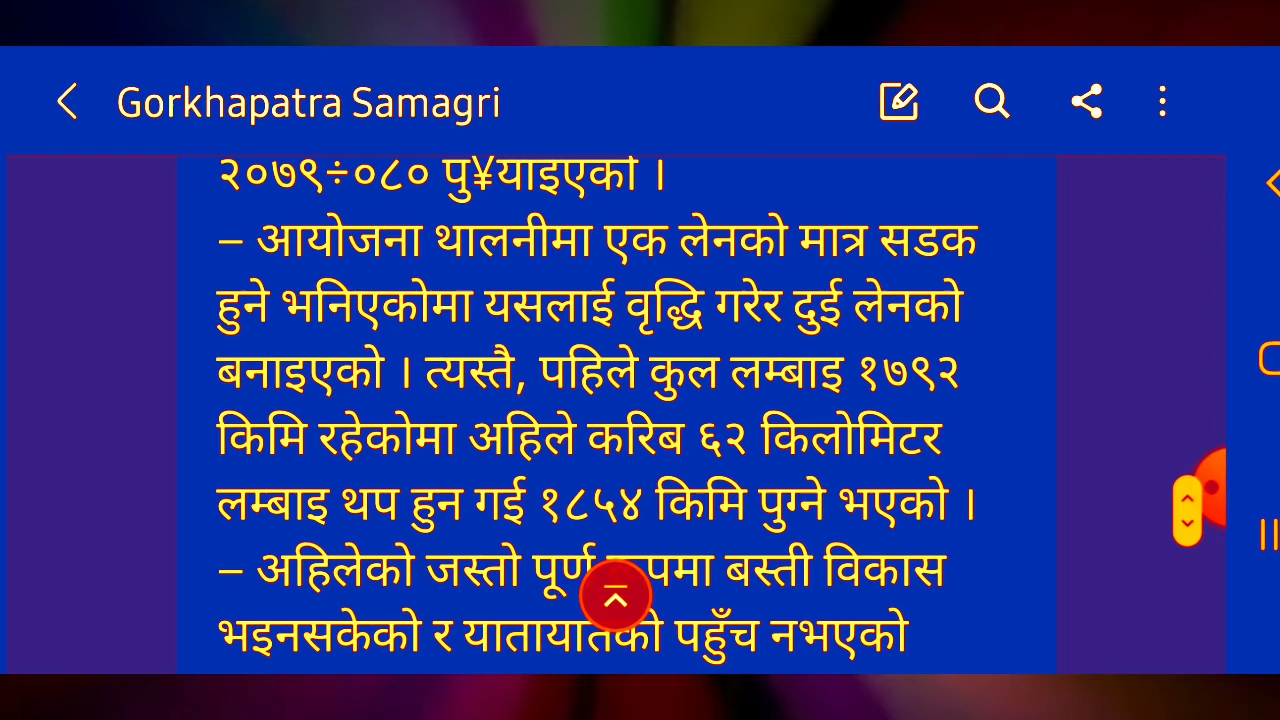 Gorkhapatra Samagri
२०७९÷०८० पु¥याइएको ।
– आयोजना थालनीमा एक लेनको मात्र सडक
हुने भनिएकोमा यसलाई वृद्धि गरेर दुई लेनको
बनाइएको । त्यस्तै, पहिले कुल लम्बाइ १७९२
किमि रहेकोमा अहिले करिब ६२ किलोमिटर
लम्बाइ थप हुन गई १८५४ किमि पुग्ने भएको ।
– अहिलेको जस्तो पूर्ण बस्ती विकास
भइनसकेको र यातायातको पहुँच नभएको